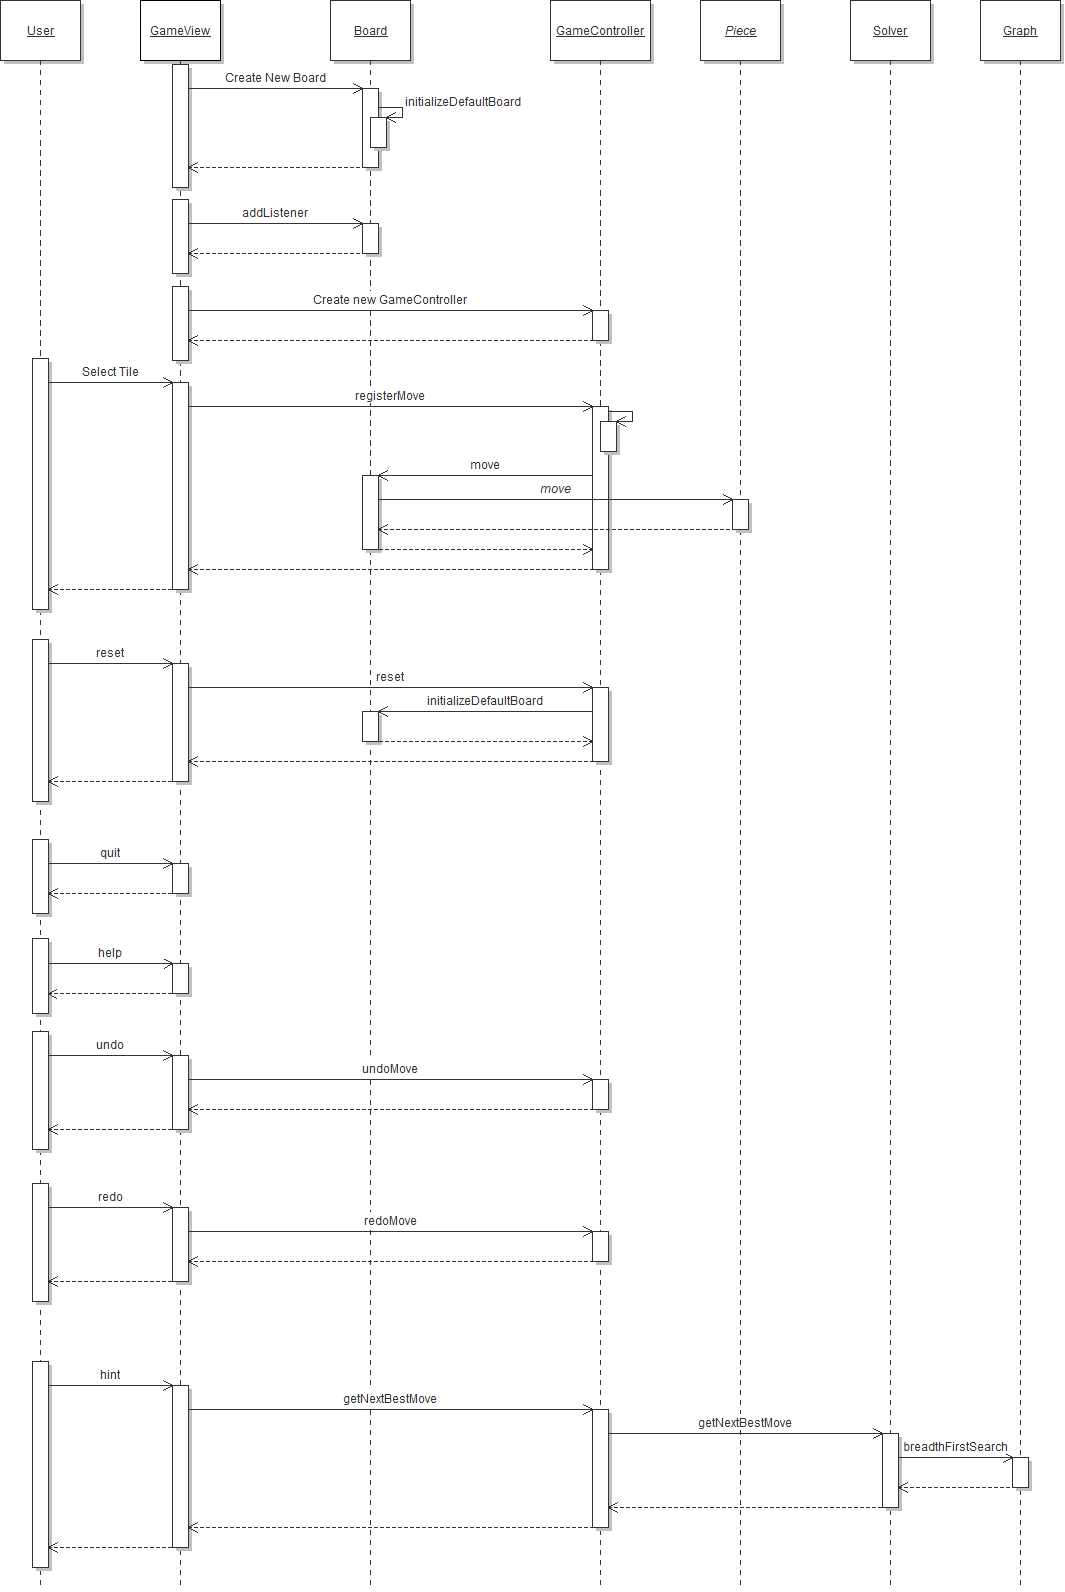 User
GameView
Board
GameController
Piece
Solver
Graph
Create New Board
initializeDefaultBoard
addListener
Create new GameController
Select Tile
registerMove
move
move
reset
reset
initializeDefaultBoard
quit
help
undo
undoMove
redo
redoMove
hint
getNextBestMove
getNextBestMove
breadthFirstSearch